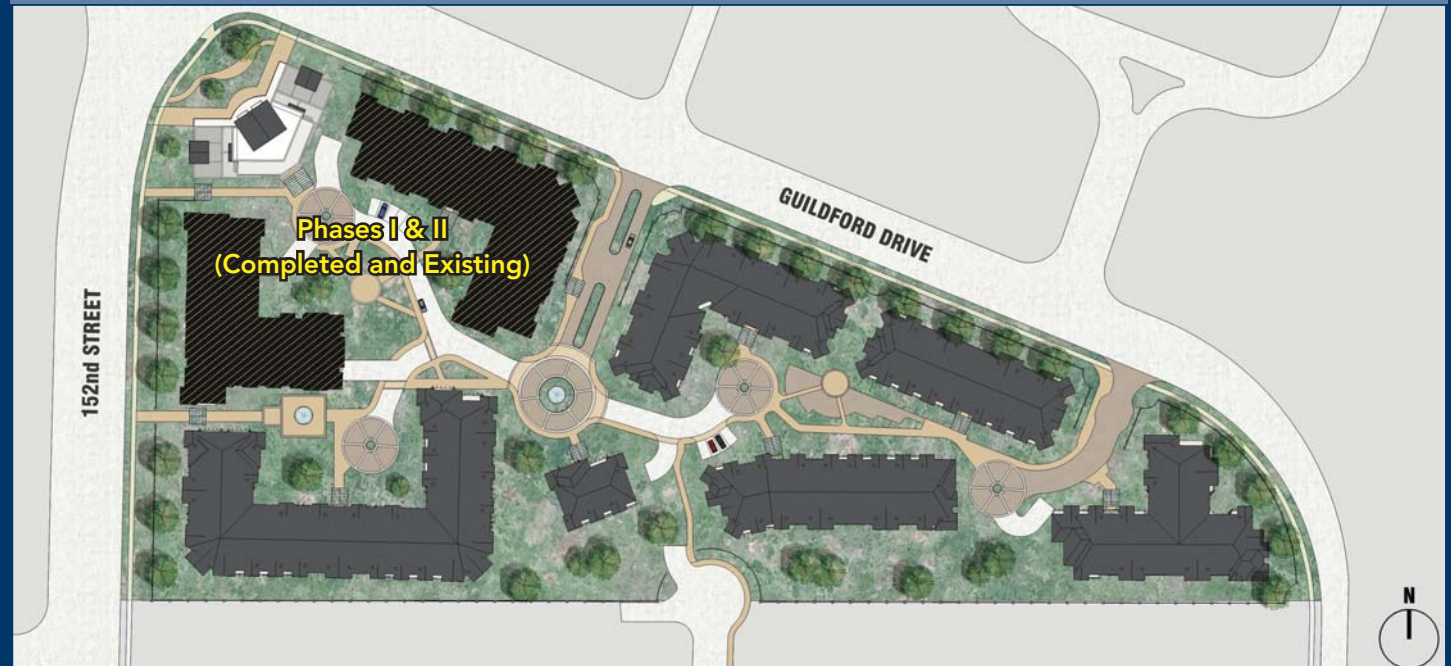 GUILDFORD DRIVE
Phases I & II
(Completed and Existing)
152nd STREET
N